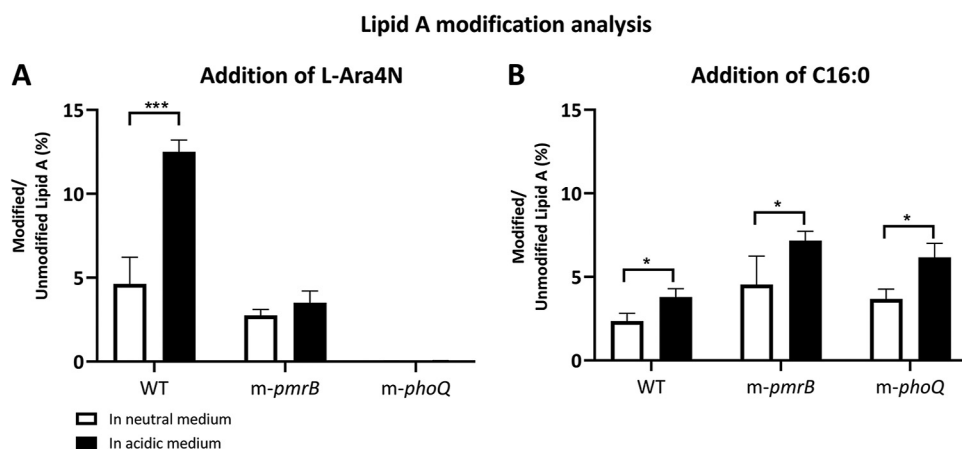 Lipid A modification analysis
A
Addition of L-Ara4N
Modified/
Unmodified Lipid A (%)
15
10
5
0
***
WT
m-pmrB
m-phoQ
In neutral medium
In acidic medium
B
Addition of C16:0
Modified/
Unmodified Lipid A (%)
15
10
5
0
*
*
*
WT
m-pmrB
m-phoQ